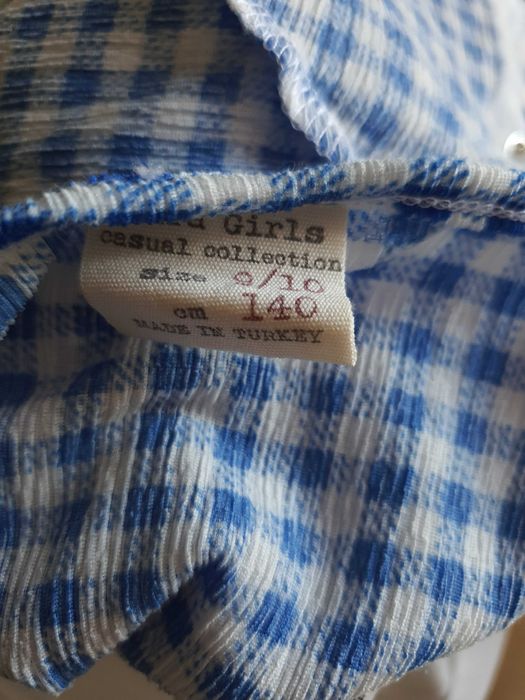 Girls
casual collection
size 9/10
cm 140
MADE IN TURKEY